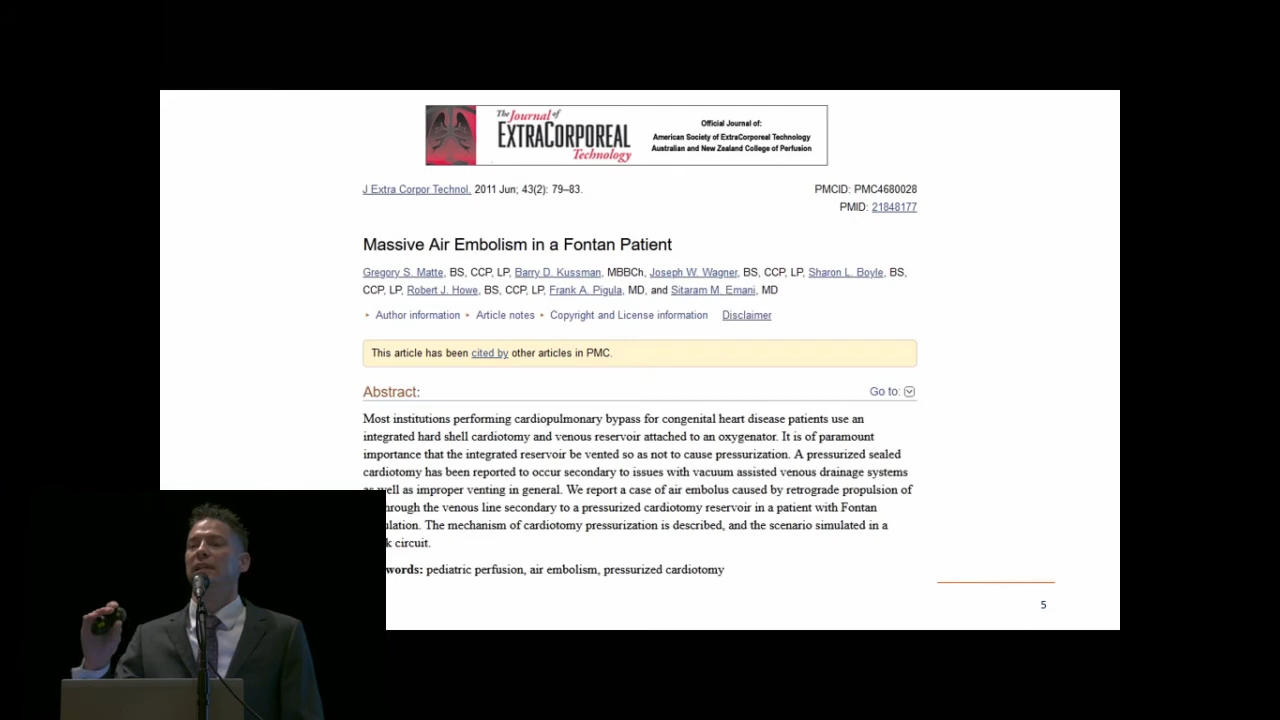 The Journal of
EXTRACORPOREAL
Technology
Official Journal of:
American Society of ExtraCorporeal Technology
Australian and New Zealand College of Perfusion
J Extra Corpor Technol. 2011 Jun; 43(2): 79–83.
PMCID: PMC4680028
PMID: 21848177
Massive Air Embolism in a Fontan Patient
Gregory S. Matte, BS, CCP, LP, Barry D. Kussman, MBBCh, Joseph W. Wagner, BS, CCP, LP, Sharon L. Boyle, BS,
CCP, LP, Robert J. Howe, BS, CCP, LP, Frank A. Pigula, MD, and Sitaram M. Emani, MD
Author information Article notes Copyright and License information Disclaimer
This article has been cited by other articles in PMC.
Abstract:
Go to:
Most institutions performing cardiopulmonary bypass for congenital heart disease patients use an
integrated hard shell cardiotomy and venous reservoir attached to an oxygenator. It is of paramount
importance that the integrated reservoir be vented so as not to cause pressurization. A pressurized sealed
cardiotomy has been reported to occur secondary to issues with vacuum assisted venous drainage systems
as well as improper venting in general. We report a case of air embolus caused by retrograde propulsion of
through the venous line secondary to a pressurized cardiotomy reservoir in a patient with Fontan
ulation. The mechanism of cardiotomy pressurization is described, and the scenario simulated in a
k circuit.
words: pediatric perfusion, air embolism, pressurized cardiotomy
5